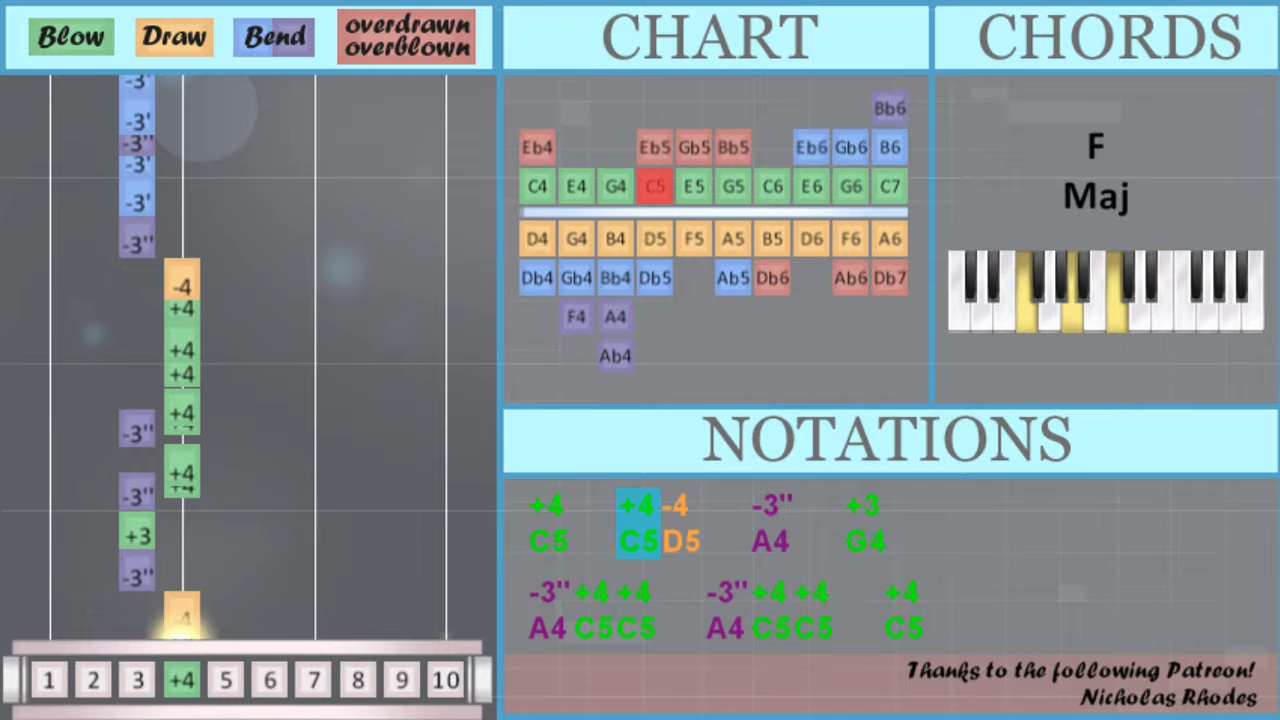 Blow Draw Bend overdrawn
overblown
CHART
CHORDS
-3'
-3'
-3''
-3'
-3'
-3''
-4
+4
+4
+4
-3'' +4
+4
-3''
+3
-3''
-4
1 2 3 +4 5 6 7 8 9 10
Bb6
Eb4 Eb5 Gb5 Bb5 Eb6 Gb6 B6
C4 E4 G4 C5 E5 G5 C6 E6 G6 C7
D4 G4 B4 D5 F5 A5 B5 D6 F6 A6
Db4 Gb4 Bb4 Db5 Ab5 Db6 Ab6 Db7
F4 A4
Ab4
F
Maj
NOTATIONS
+4 +4 -4 -3'' +3
C5 C5 D5 A4 G4
-3'' +4 +4 -3'' +4 +4 +4
A4 C5 C5 A4 C5 C5 C5
Thanks to the following Patreon!
Nicholas Rhodes